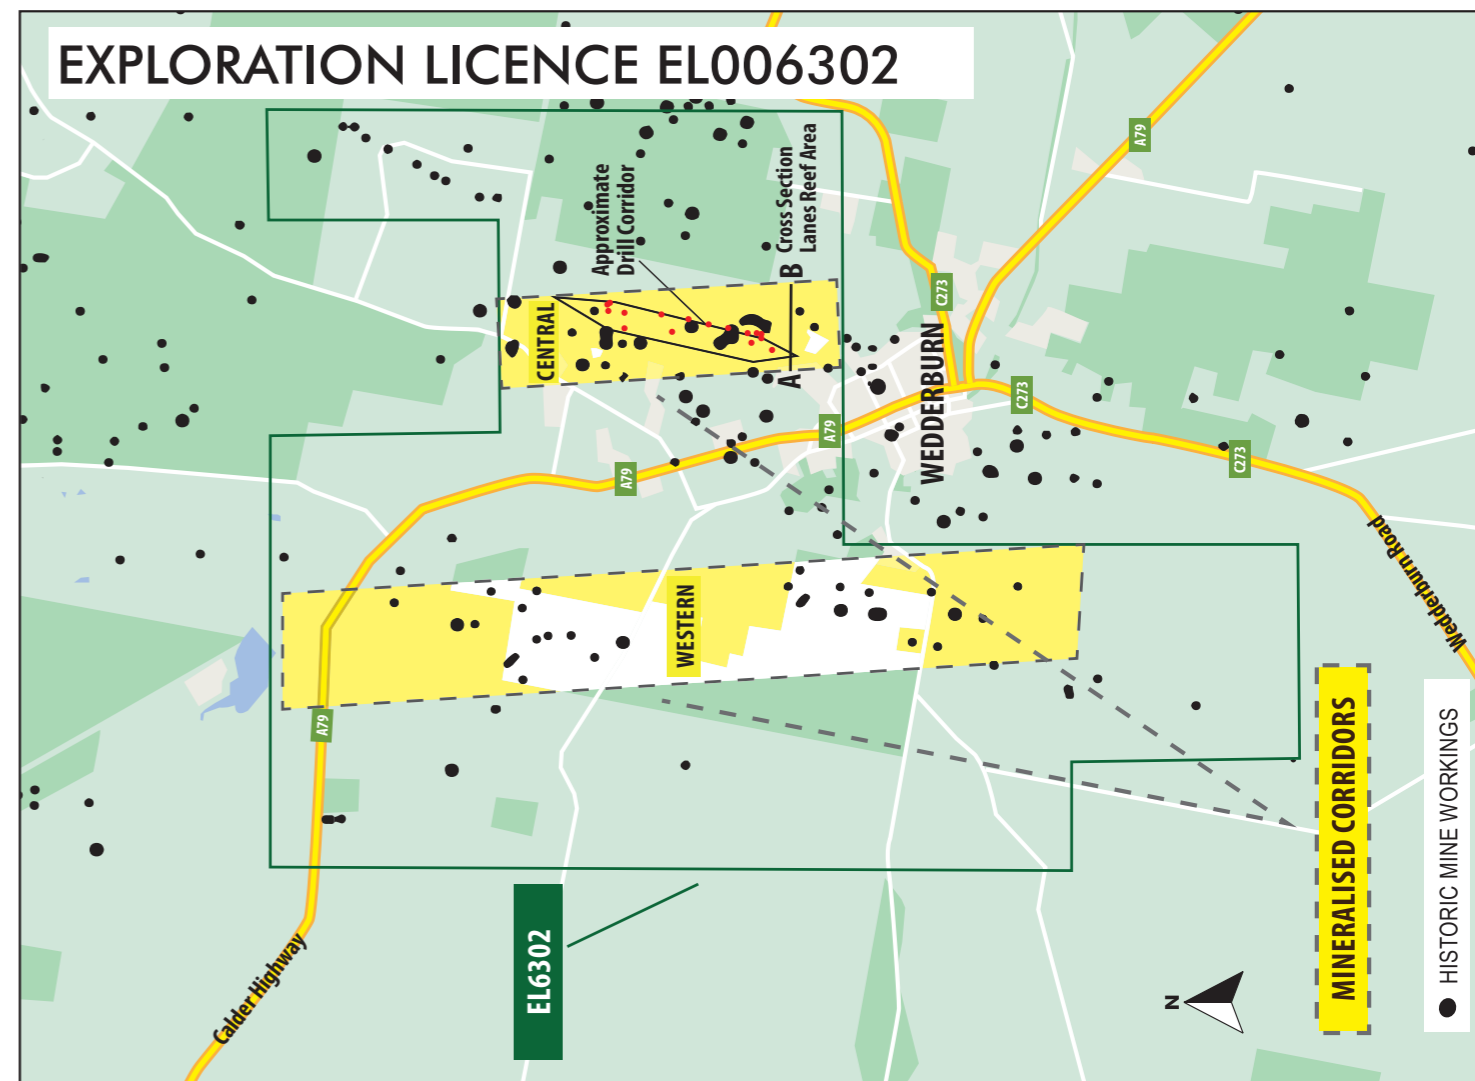 EXPLORATION LICENCE EL006302
A79
Approximate
Drill Corridor
Cross Section
Lanes Reef Area
B
C273
CENTRAL
A
WEDDERBURN
C273
A79
A79
C273
WESTERN
Wedderburn Road
A79
MINERALISED CORRIDORS
HISTORIC MINE WORKINGS
EL6302
Calder Highway
N